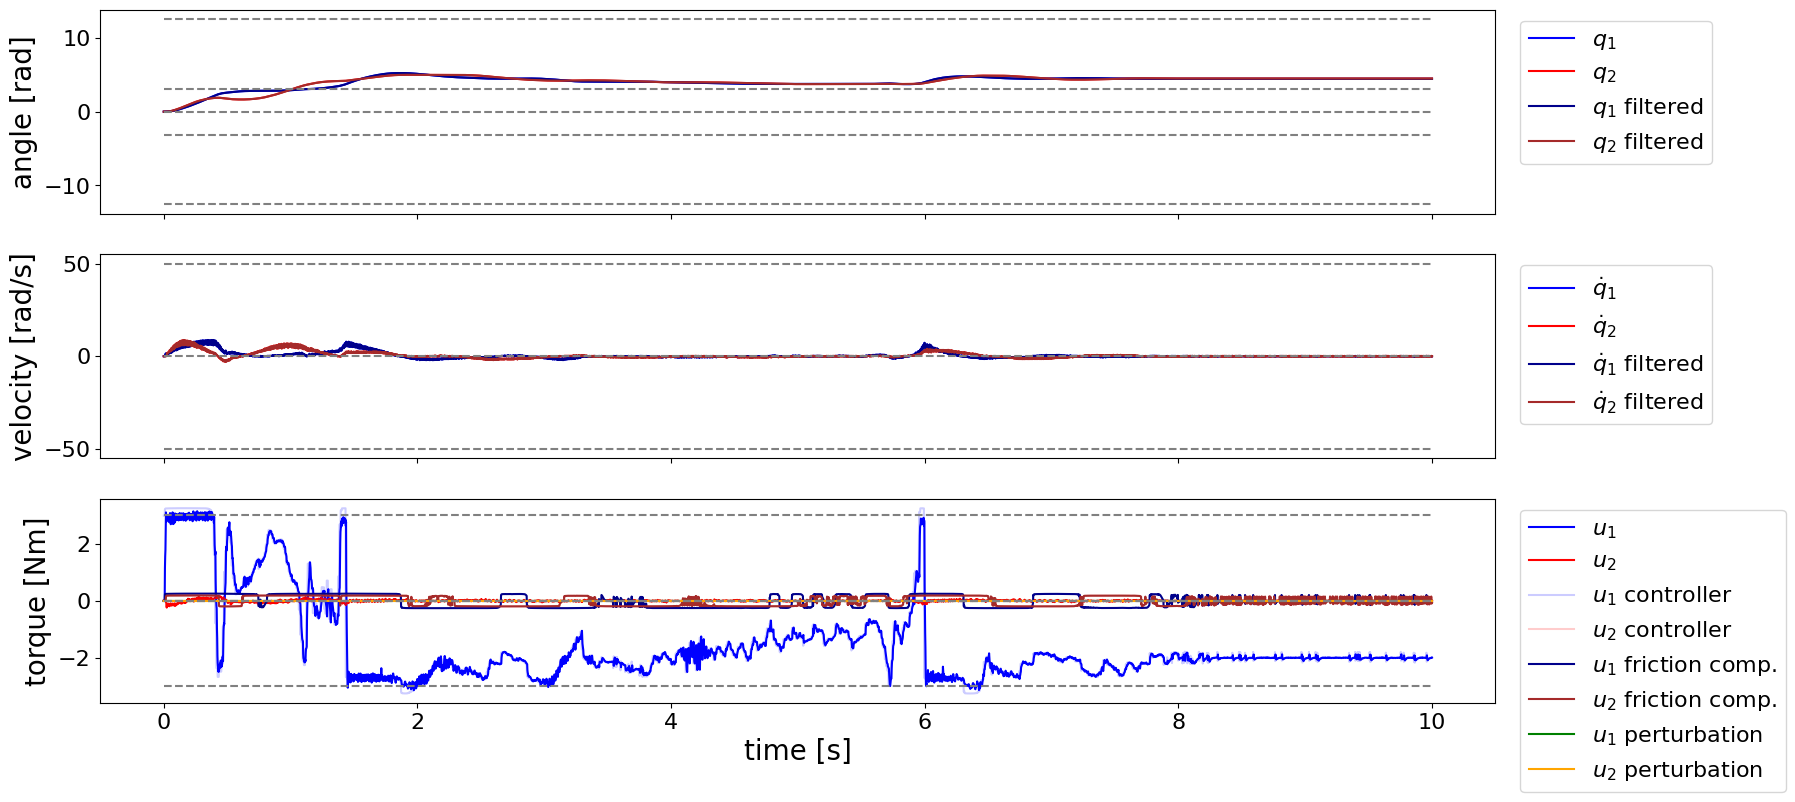 angle [rad]
10
0
−10
q₁
q₂
q₁ filtered
q₂ filtered
velocity [rad/s]
50
0
−50
q̇₁
q̇₂
q̇₁ filtered
q̇₂ filtered
torque [Nm]
2
0
−2
0 2 4 6 8 10
time [s]
u₁
u₂
u₁ controller
u₂ controller
u₁ friction comp.
u₂ friction comp.
u₁ perturbation
u₂ perturbation